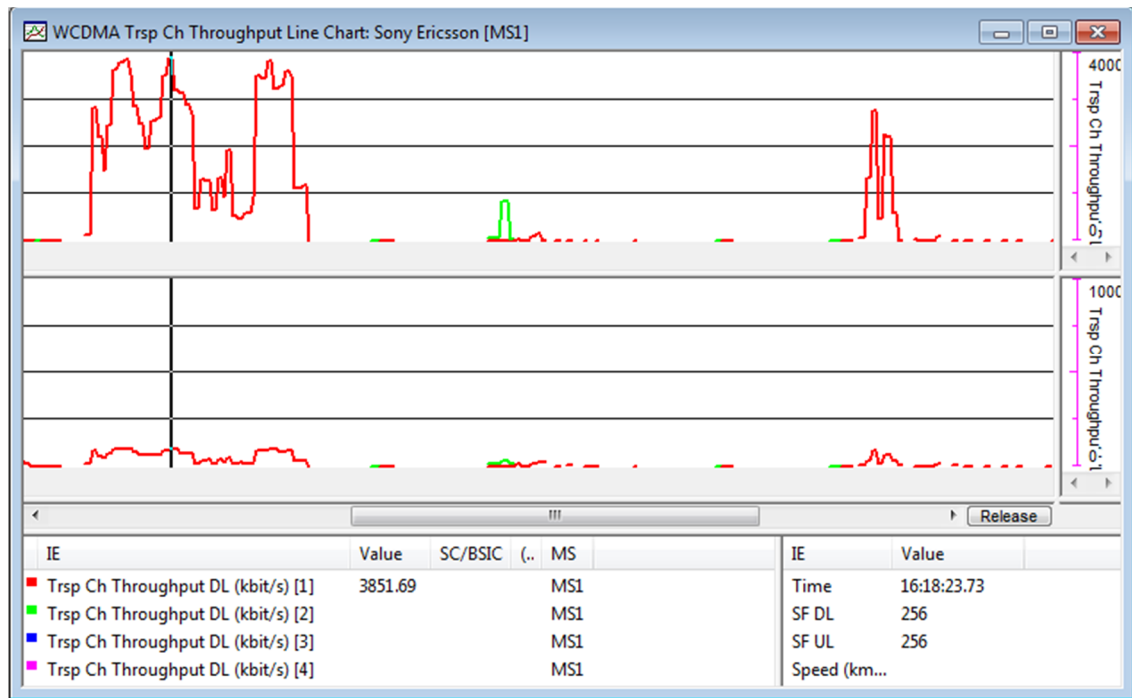 WCDMA Trsp Ch Throughput Line Chart: Sony Ericsson [MS1]
4000
Trsp Ch Throughput
1000
Trsp Ch Throughput
Release
IE Value SC/BSIC (.. MS
Trsp Ch Throughput DL (kbit/s) [1] 3851.69 MS1
Trsp Ch Throughput DL (kbit/s) [2] MS1
Trsp Ch Throughput DL (kbit/s) [3] MS1
Trsp Ch Throughput DL (kbit/s) [4] MS1
IE Value
Time 16:18:23.73
SF DL 256
SF UL 256
Speed (km...